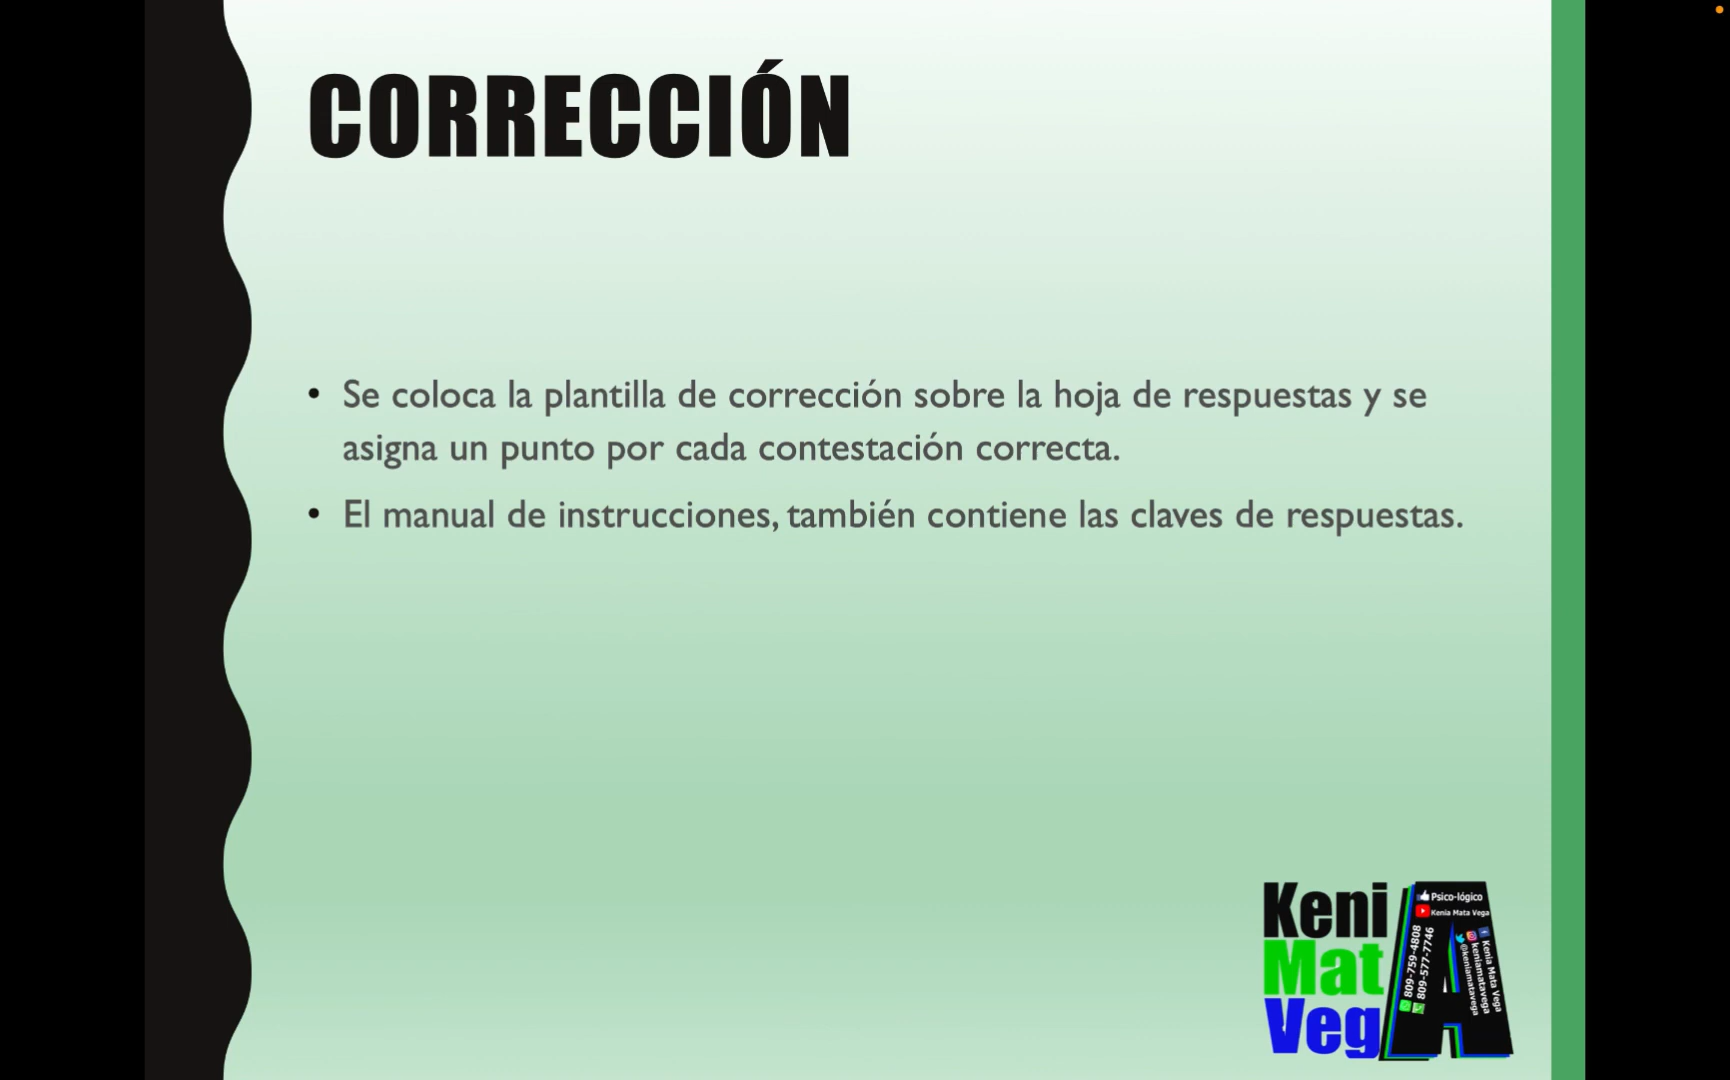 CORRECCIÓN
• Se coloca la plantilla de corrección sobre la hoja de respuestas y se
asigna un punto por cada contestación correcta.
• El manual de instrucciones, también contiene las claves de respuestas.
Keni
Mat
Veg
A
Psico-lógico
Kenia Mata Vega
809-759-4808
809-577-7746
@keniamatavega
keniamatavega
Kenia Mata Vega